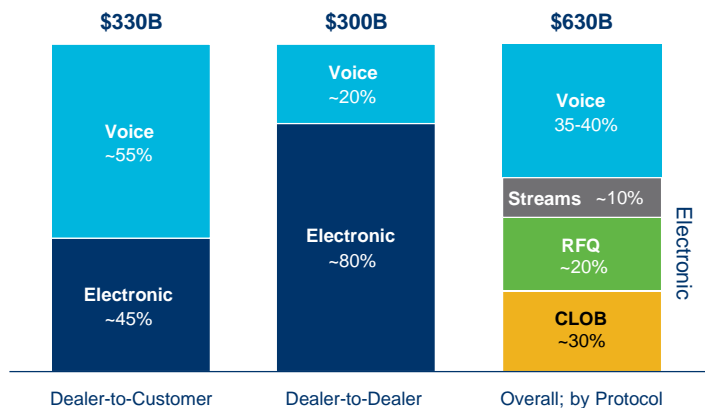 $330B
$300B
$630B
Voice
~55%
Electronic
~45%
Voice
~20%
Electronic
~80%
Voice
35-40%
Streams ~10%
RFQ
~20%
CLOB
~30%
Electronic
Dealer-to-Customer
Dealer-to-Dealer
Overall; by Protocol